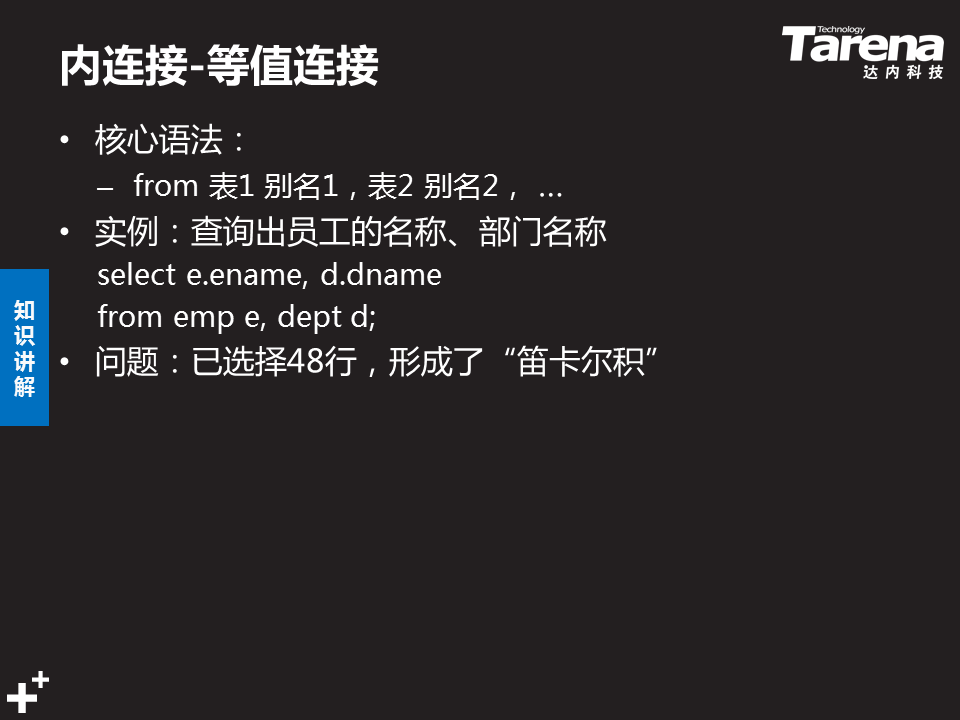 Technology
Tarena
达内科技
内连接-等值连接
• 核心语法：
– from 表1 别名1，表2 别名2， …
• 实例：查询出员工的名称、部门名称
select e.ename, d.dname
from emp e, dept d;
• 问题：已选择48行，形成了“笛卡尔积”
知识讲解